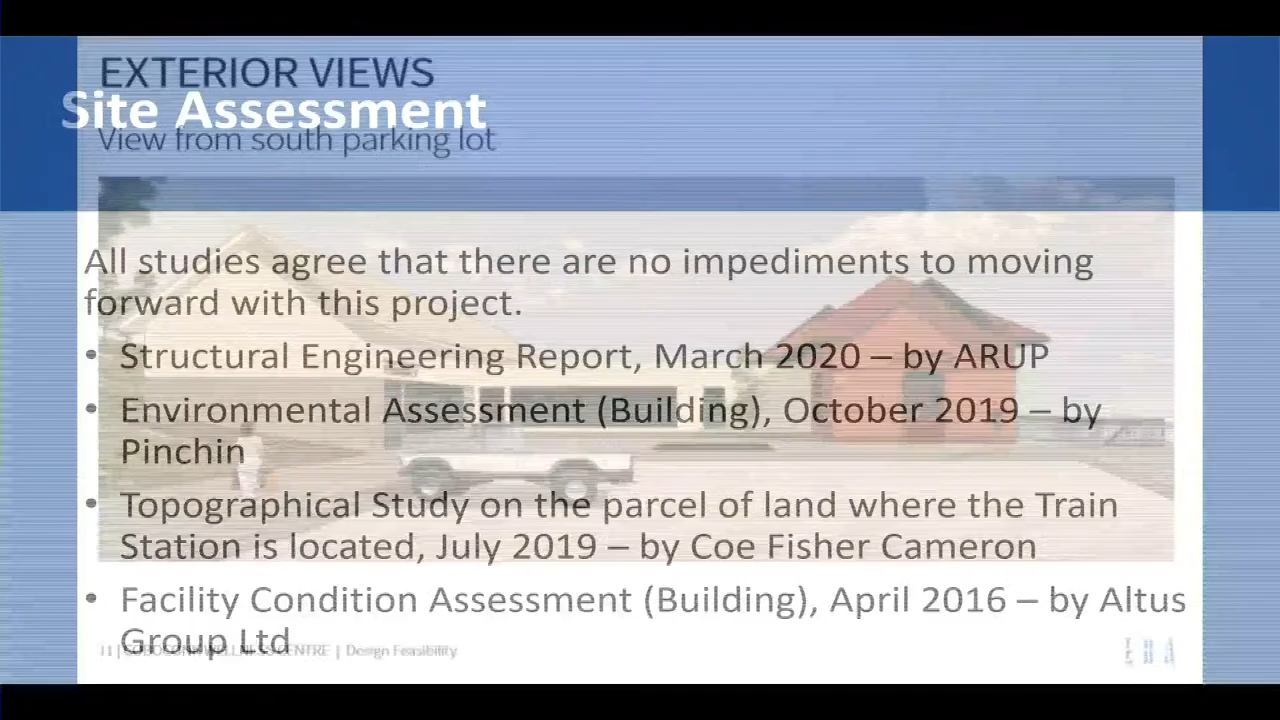 EXTERIOR VIEWS
Site Assessment
View from south parking lot
All studies agree that there are no impediments to moving
forward with this project.
• Structural Engineering Report, March 2020 – by ARUP
• Environmental Assessment (Building), October 2019 – by
Pinchin
• Topographical Study on the parcel of land where the Train
Station is located, July 2019 – by Coe Fisher Cameron
• Facility Condition Assessment (Building), April 2016 – by Altus
Group Ltd
CENTRE | Design Feasibility